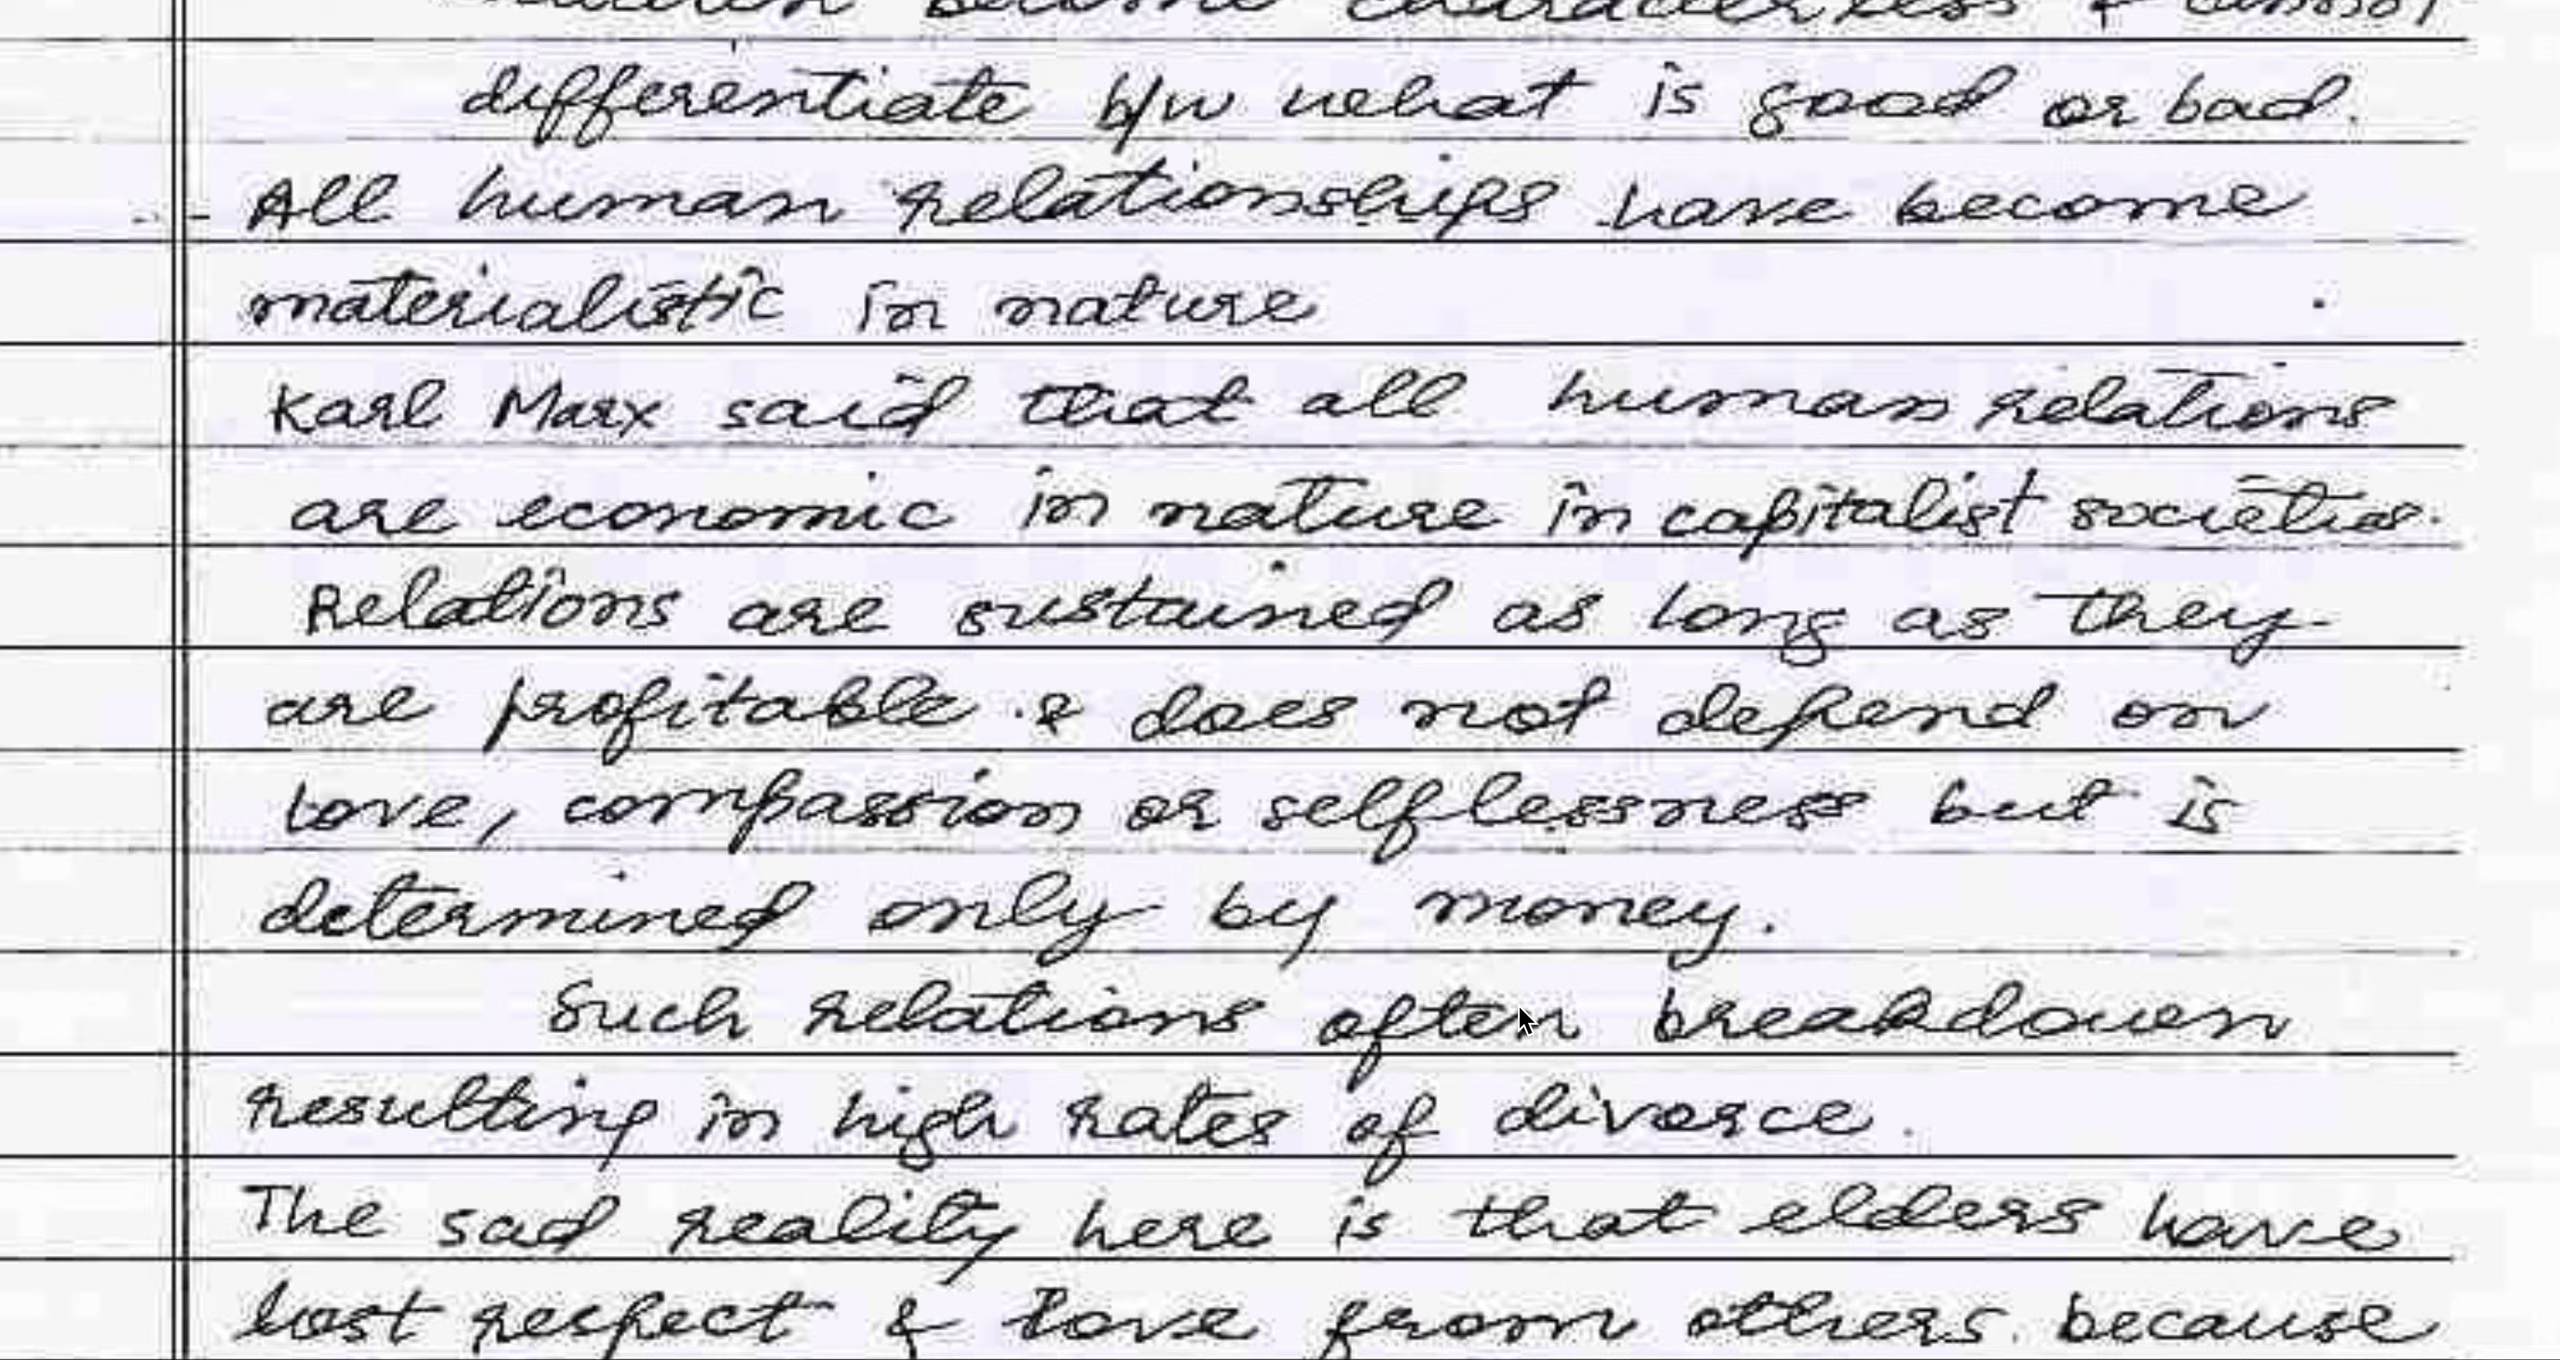 become characterless & cannot
differentiate b/w what is good or bad.
All human relationships have become
materialistic in nature
Karl Marx said that all human relations
are economic in nature in capitalist societies.
Relations are sustained as long as they
are profitable & does not depend on
love, compassion or selflessness but is
determined only by money.
Such relations often breakdown
resulting in high rates of divorce.
The sad reality here is that elders have
lost respect & love from others because